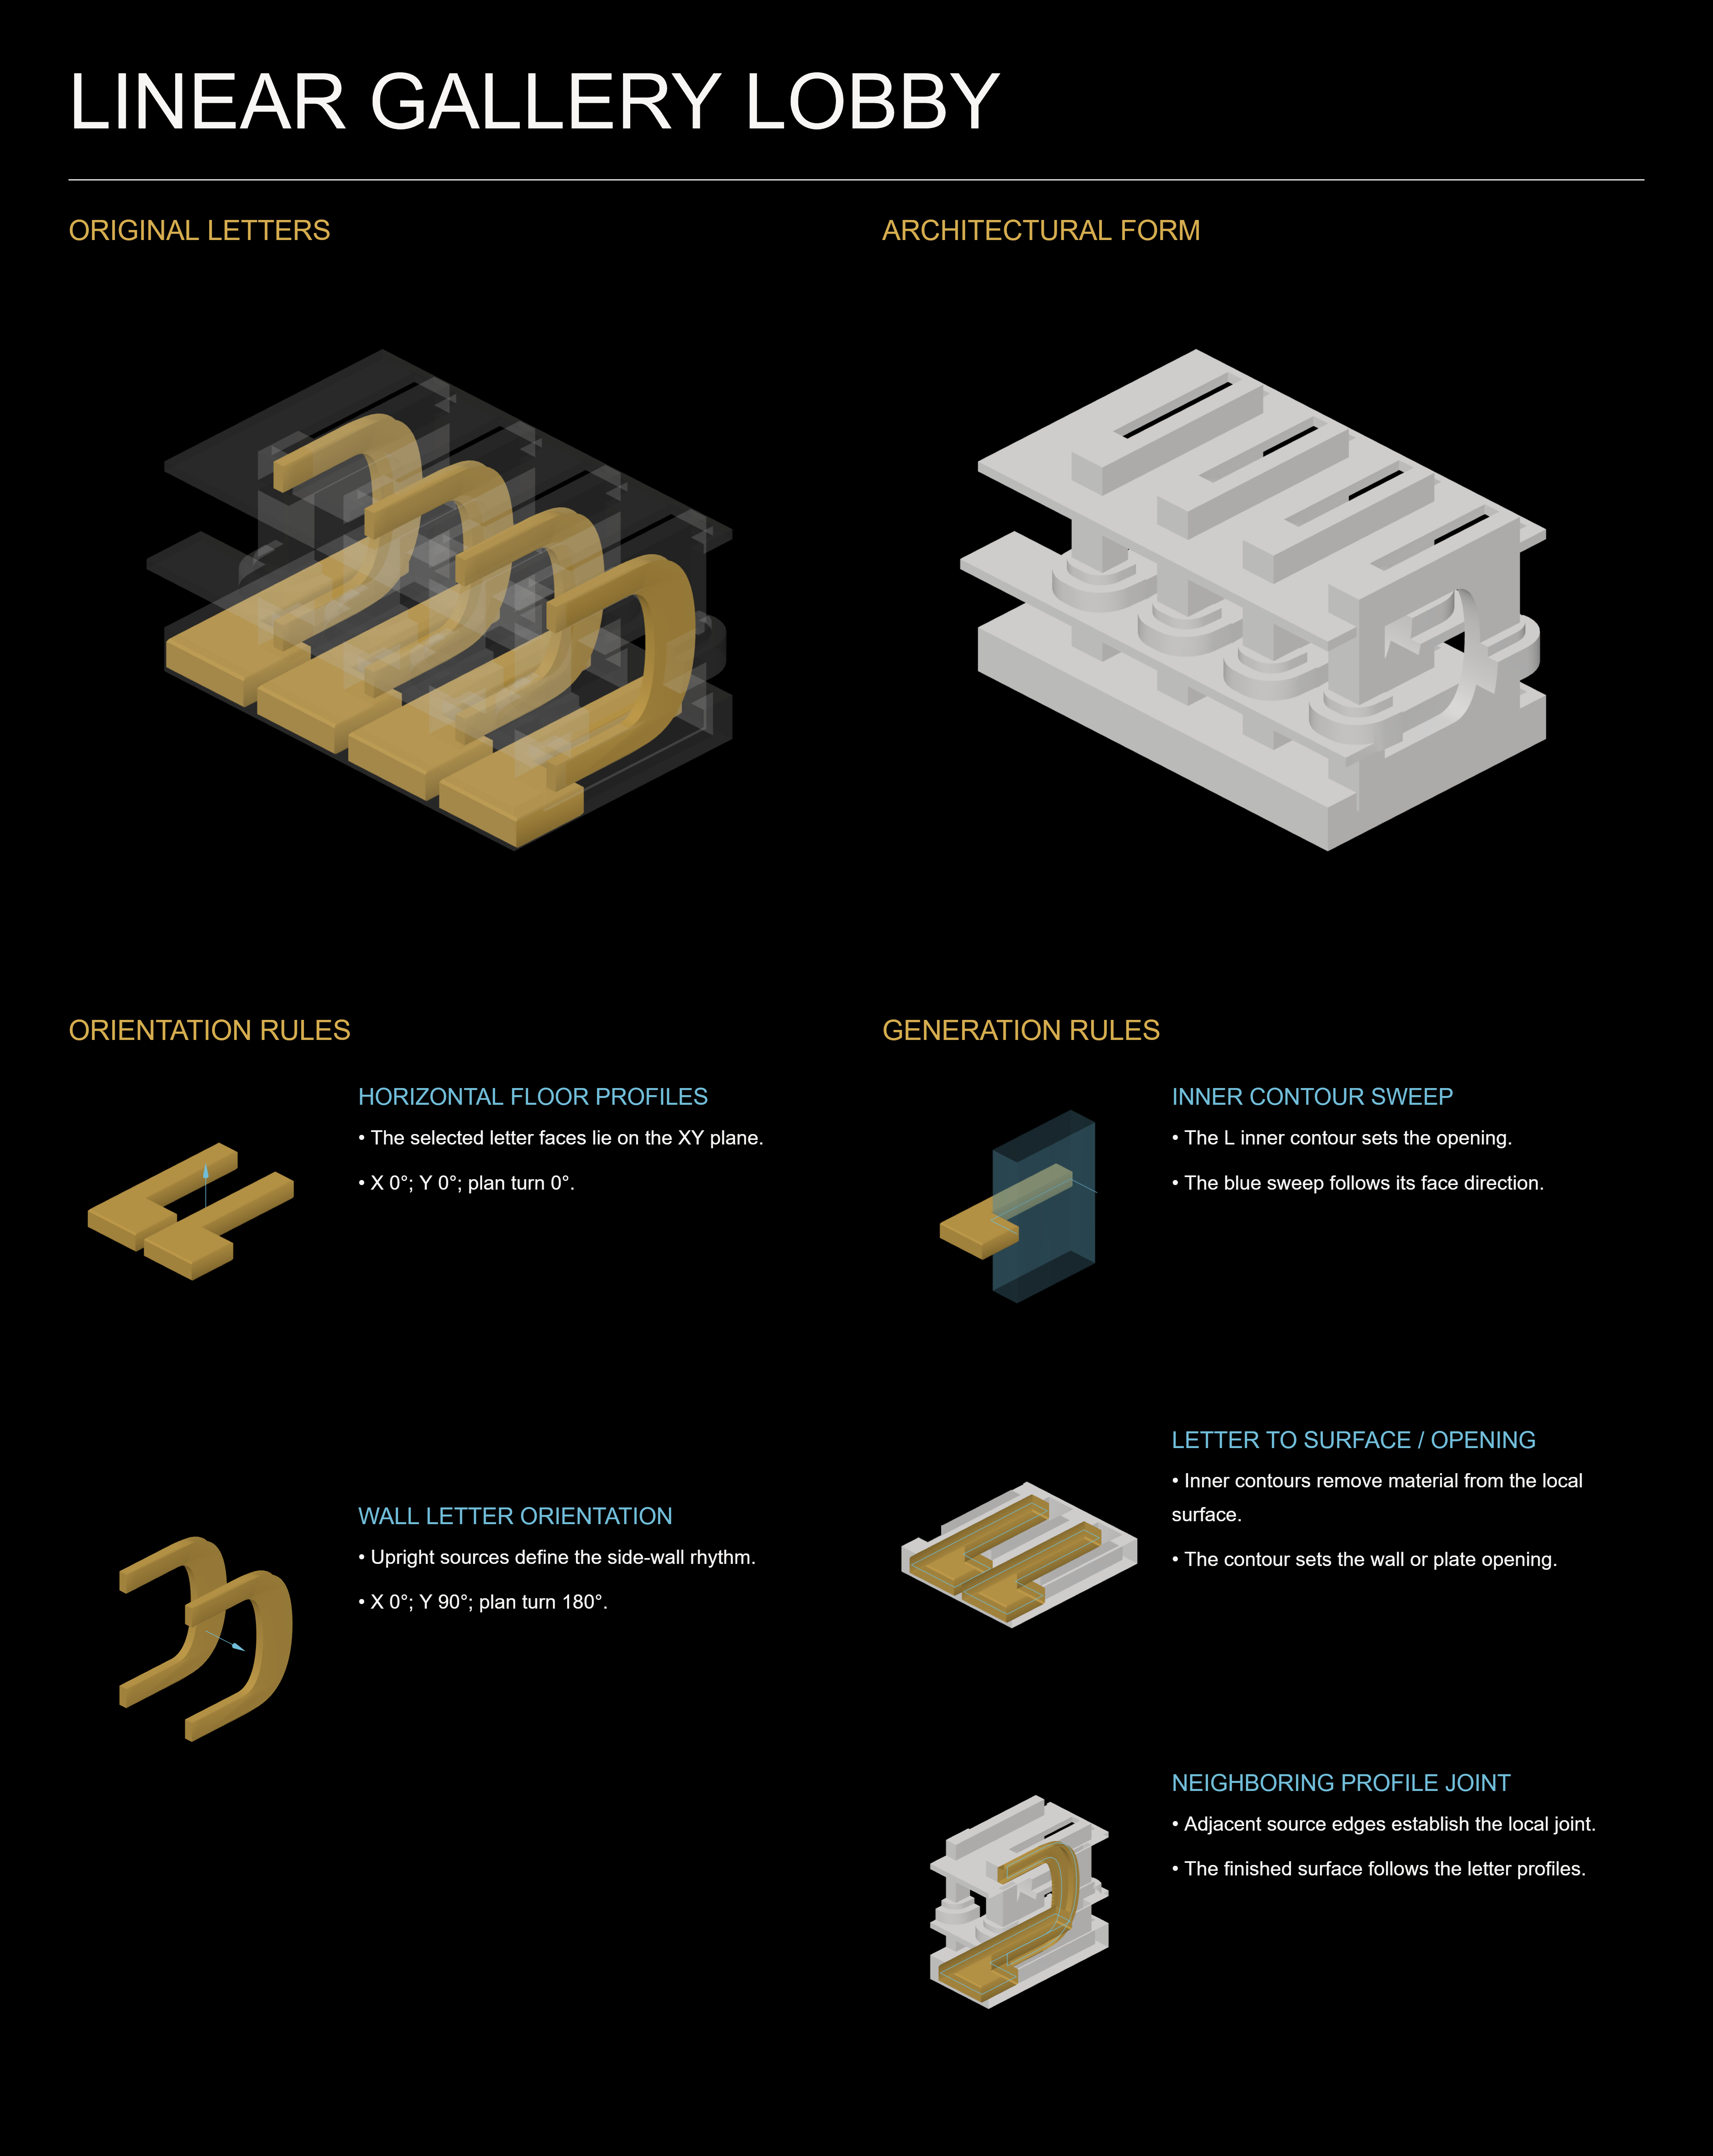 LINEAR GALLERY LOBBY
ORIGINAL LETTERS
ARCHITECTURAL FORM
ORIENTATION RULES
HORIZONTAL FLOOR PROFILES
• The selected letter faces lie on the XY plane.
• X 0°; Y 0°; plan turn 0°.
WALL LETTER ORIENTATION
• Upright sources define the side-wall rhythm.
• X 0°; Y 90°; plan turn 180°.
GENERATION RULES
INNER CONTOUR SWEEP
• The L inner contour sets the opening.
• The blue sweep follows its face direction.
LETTER TO SURFACE / OPENING
• Inner contours remove material from the local
surface.
• The contour sets the wall or plate opening.
NEIGHBORING PROFILE JOINT
• Adjacent source edges establish the local joint.
• The finished surface follows the letter profiles.